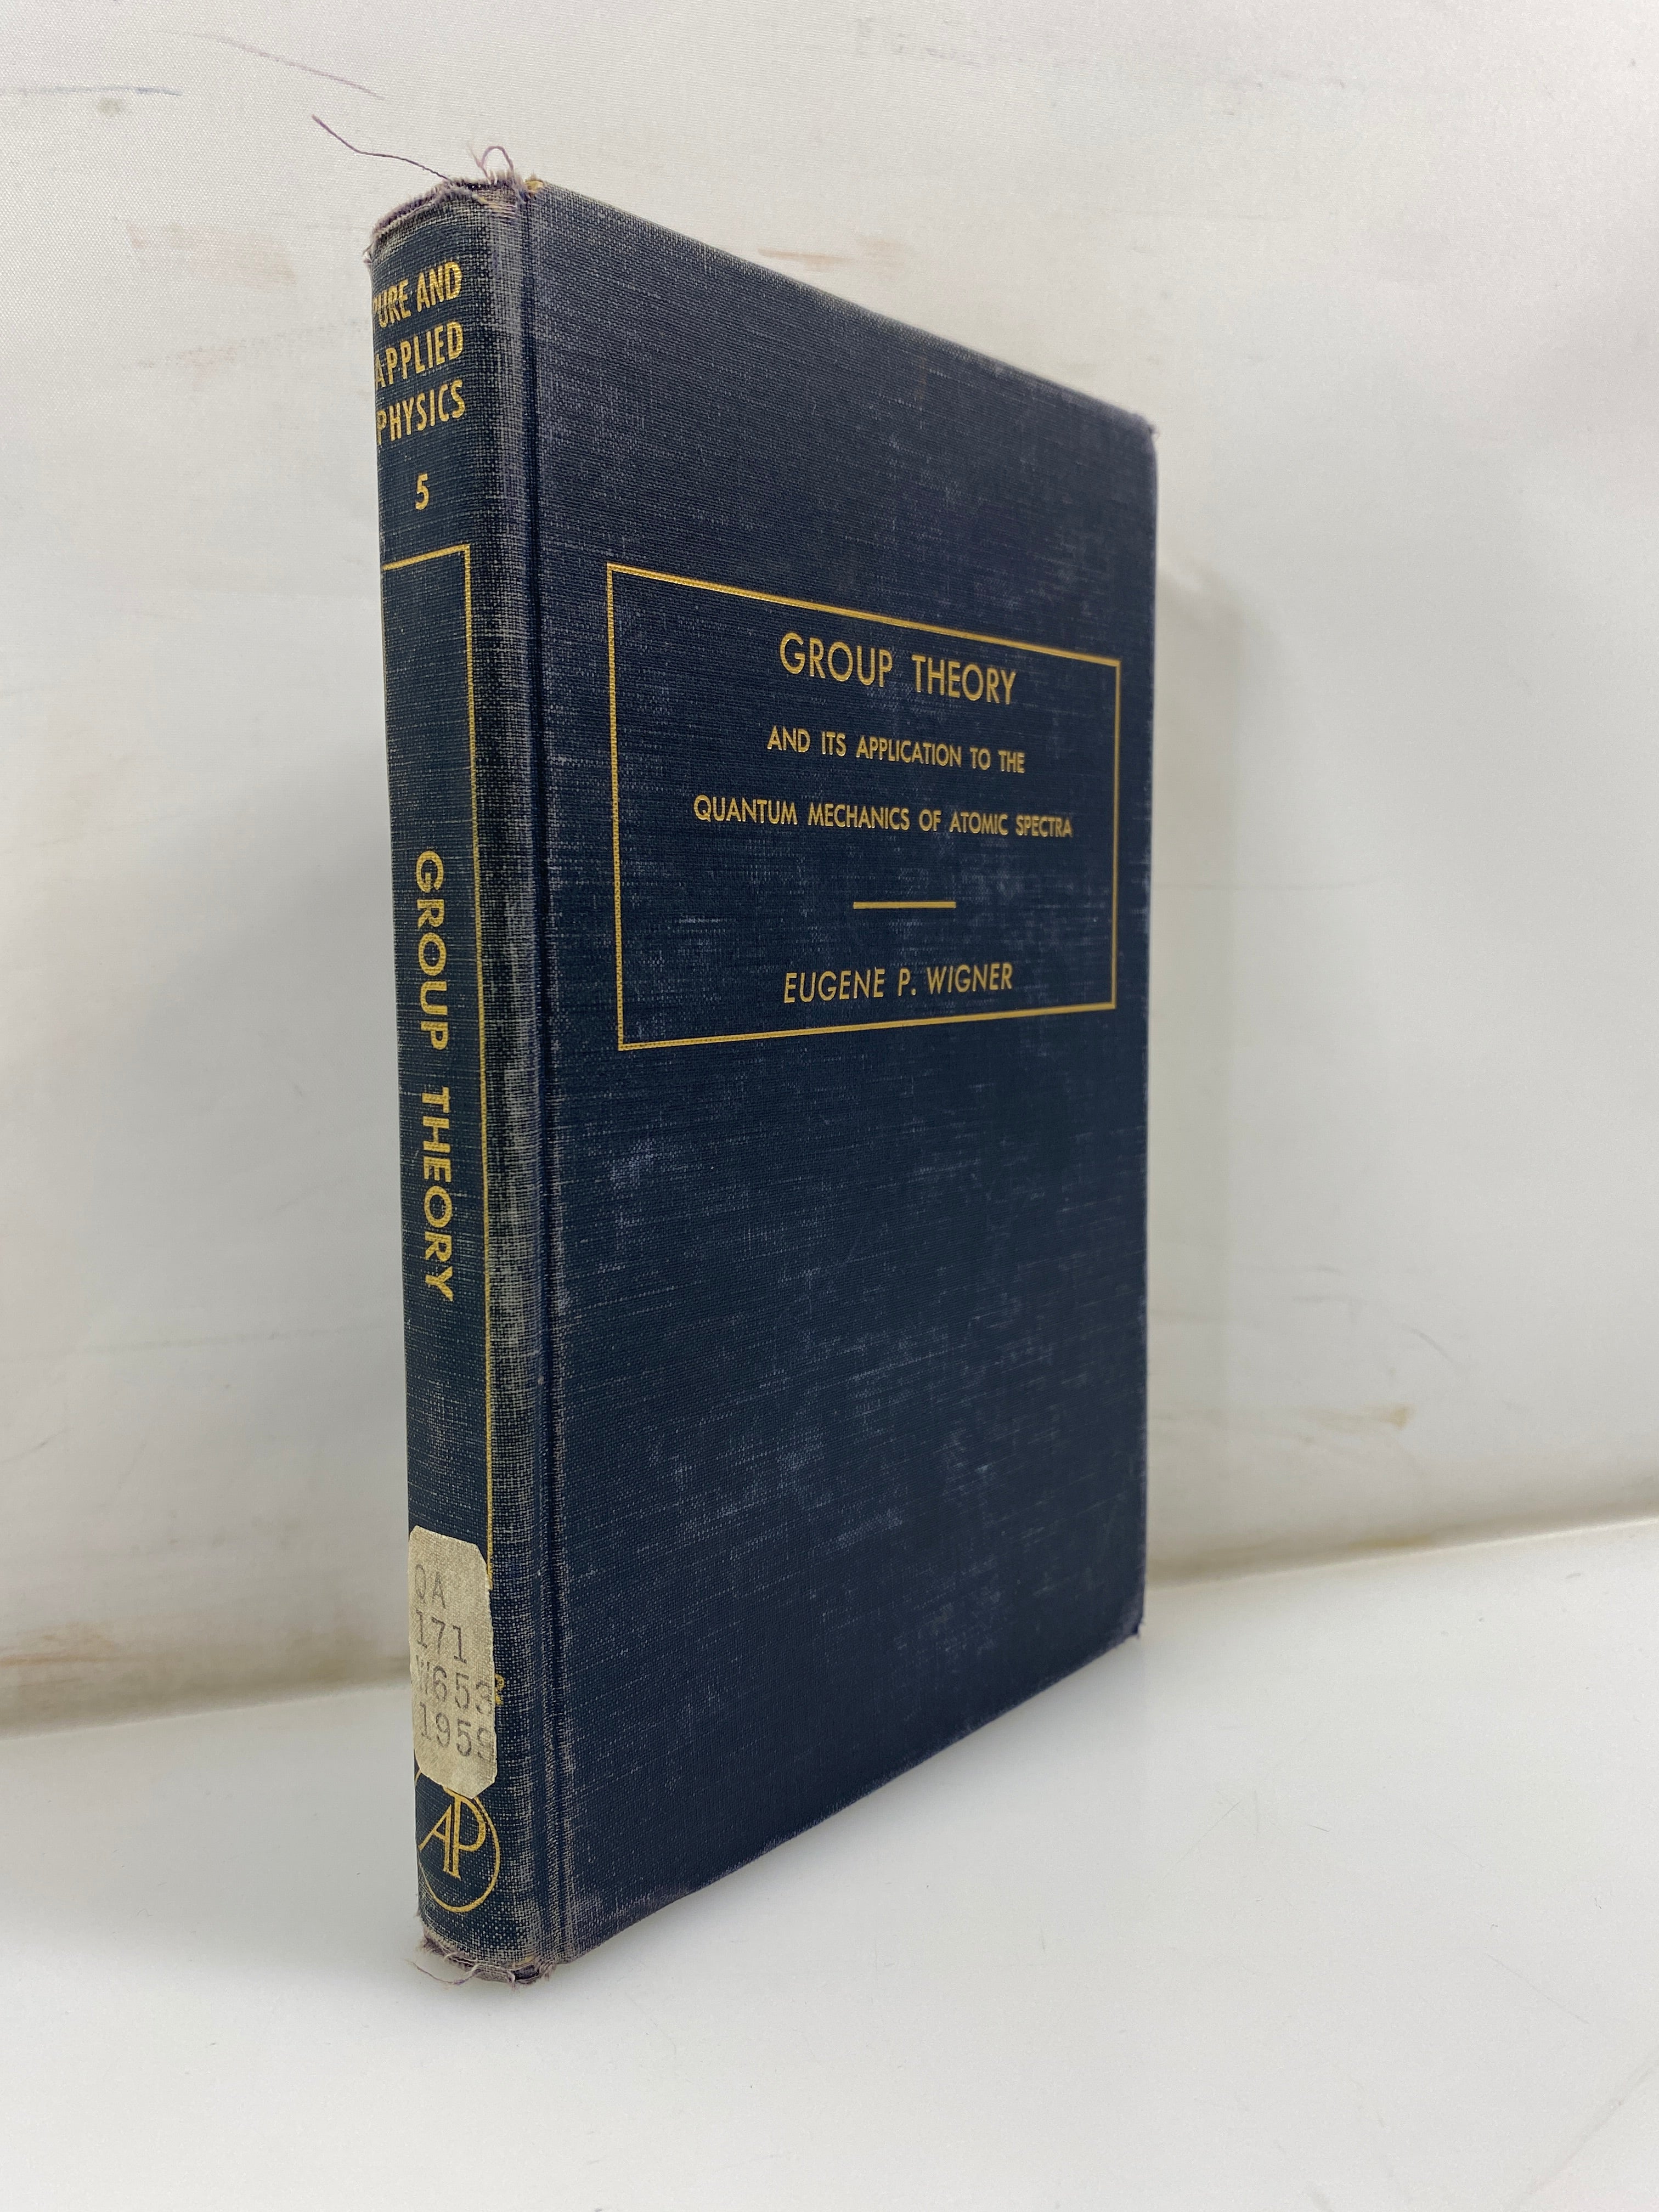 PURE AND
APPLIED
PHYSICS
5
GROUP THEORY
QA
171
W653
1959
AP
GROUP THEORY
AND ITS APPLICATION TO THE
QUANTUM MECHANICS OF ATOMIC SPECTRA
EUGENE P. WIGNER